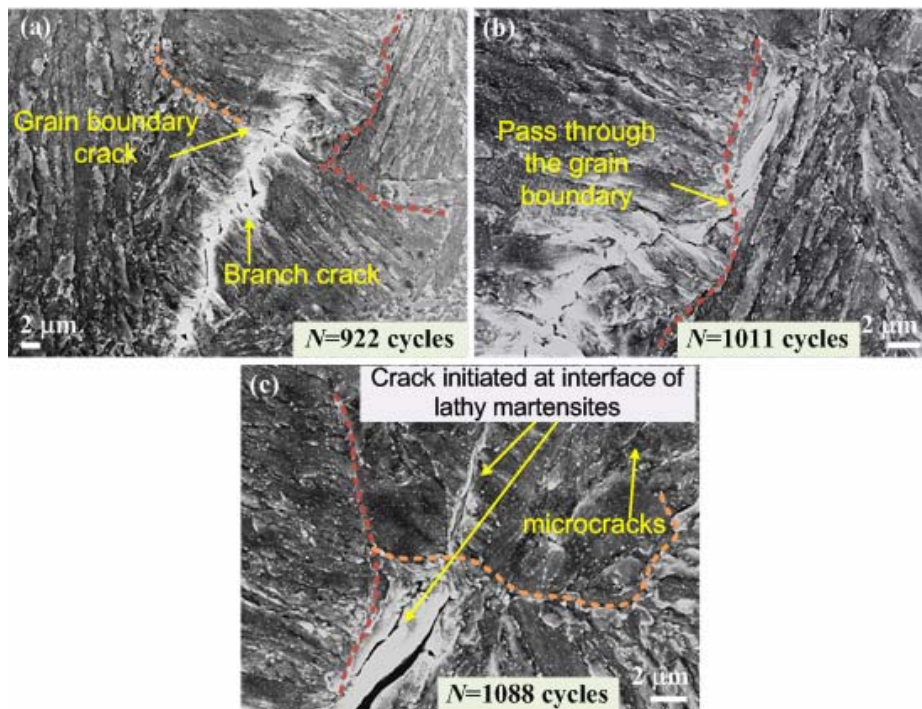 (a)
Grain boundary
crack
Branch crack
2 μm
N=922 cycles
(b)
Pass through
the grain
boundary
N=1011 cycles
2 μm
(c)
Crack initiated at interface of
lathy martensites
microcracks
N=1088 cycles
2 μm